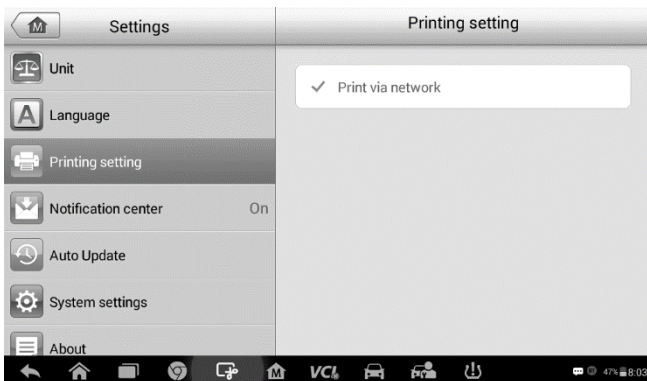 M
Settings
Printing setting
Unit
Print via network
A
Language
Printing setting
Notification center
On
Auto Update
System settings
About
M
VCI
47%
8:03